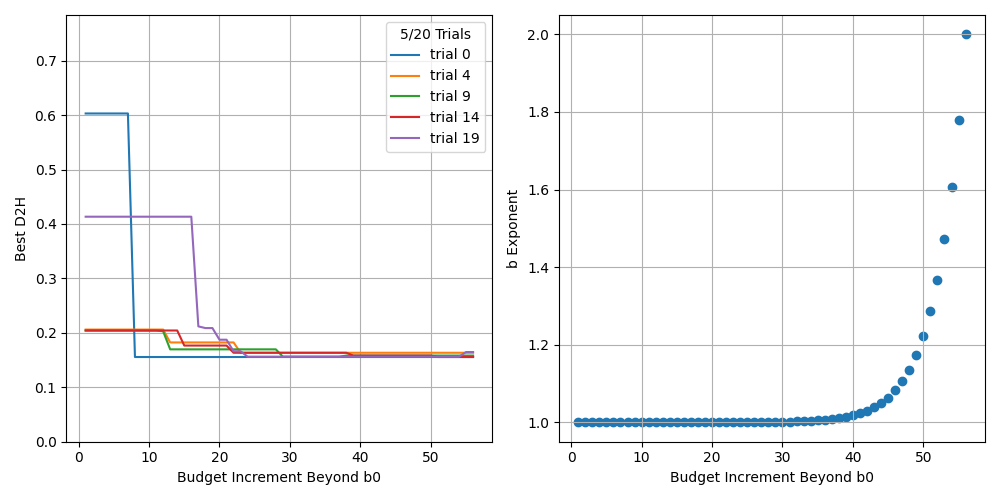 5/20 Trials
trial 0
trial 4
trial 9
trial 14
trial 19
Best D2H
0.7
0.6
0.5
0.4
0.3
0.2
0.1
0.0
0 10 20 30 40 50
Budget Increment Beyond b0
b Exponent
2.0
1.8
1.6
1.4
1.2
1.0
0 10 20 30 40 50
Budget Increment Beyond b0